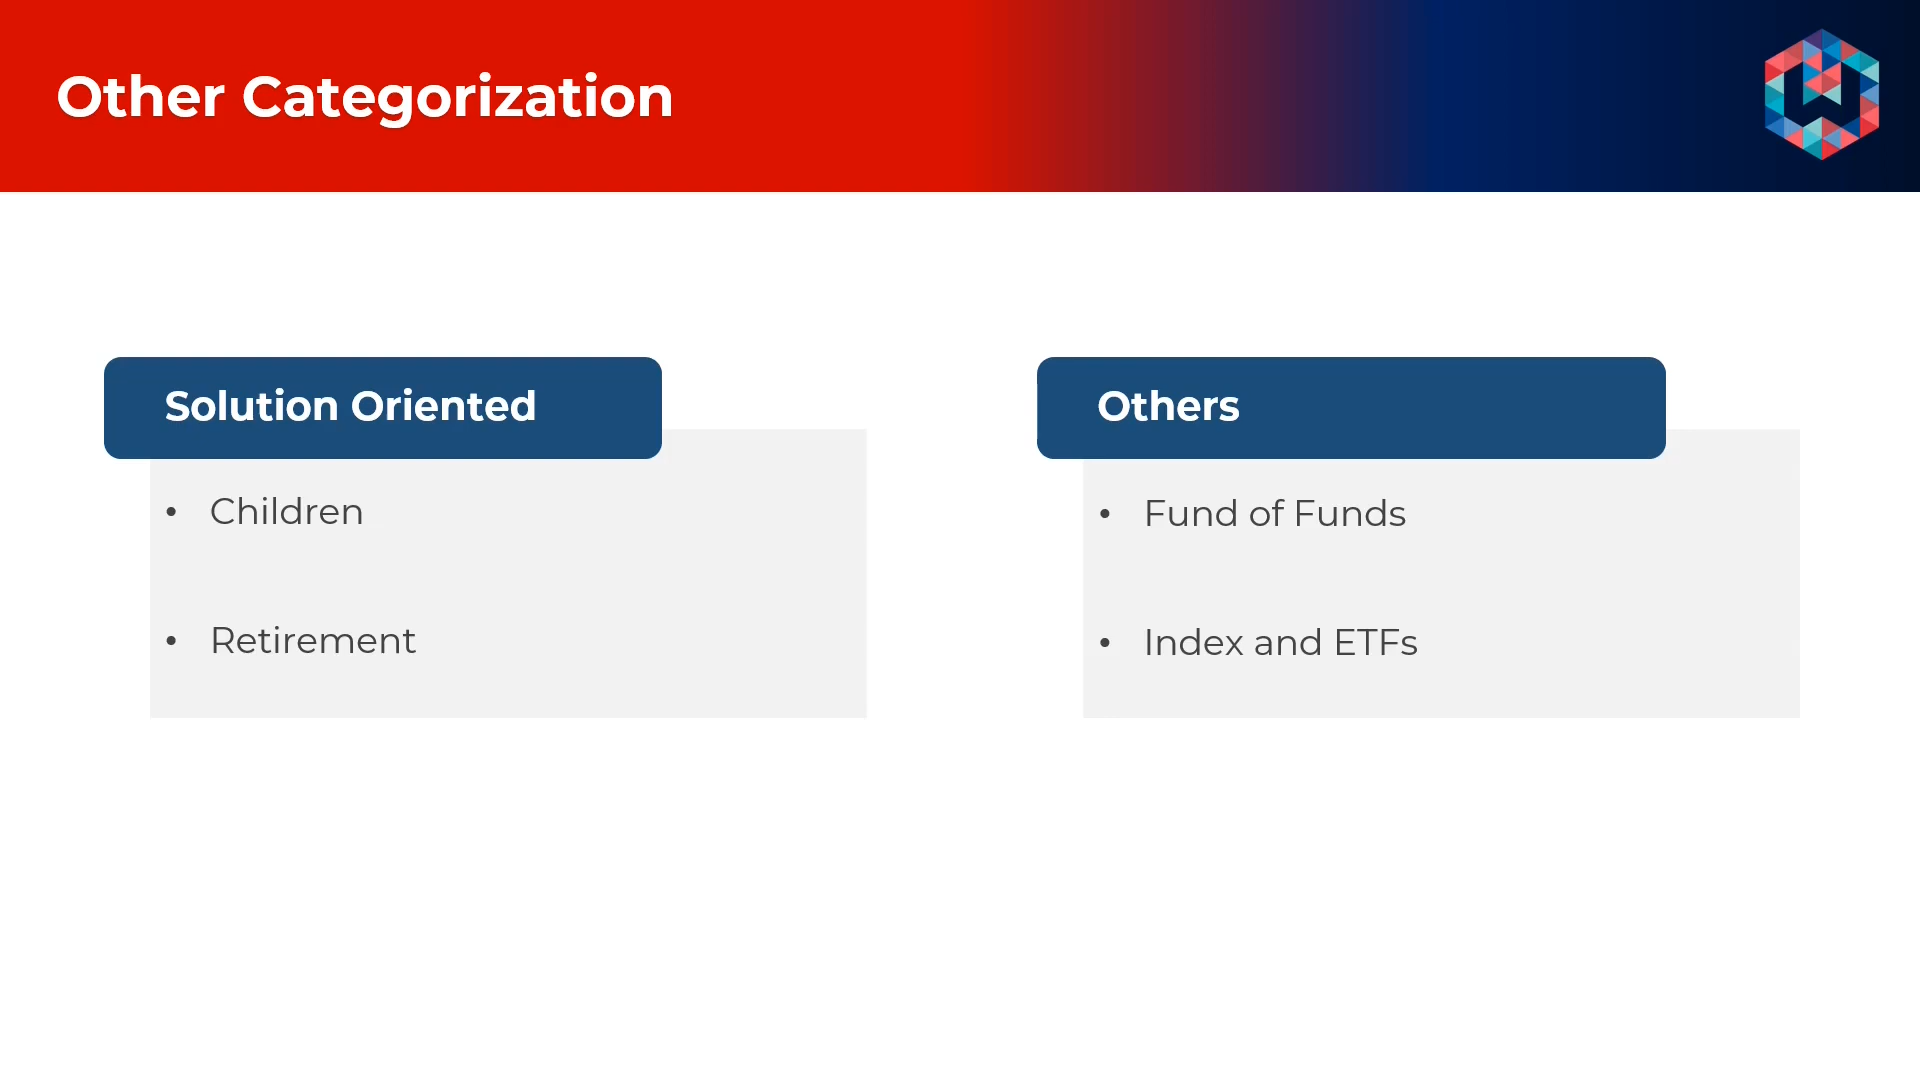 Other Categorization
Solution Oriented
• Children
• Retirement
Others
• Fund of Funds
• Index and ETFs